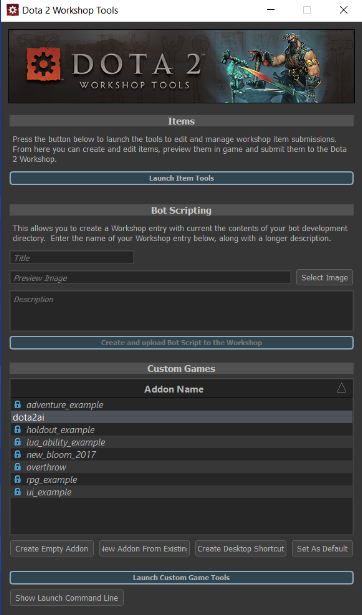 Dota 2 Workshop Tools
DOTA 2
WORKSHOP TOOLS
Items
Press the button below to launch the tools to edit and manage workshop item submissions.
From here you can create and edit items, preview them in game and submit them to the Dota
2 Workshop.
Launch Item Tools
Bot Scripting
This allows you to create a Workshop entry with current the contents of your bot development
directory. Enter the name of your Workshop entry below, along with a longer description.
Title
Preview Image
Select Image
Description
Create and upload Bot Script to the Workshop
Custom Games
Addon Name
adventure_example
dota2ai
holdout_example
lua_ability_example
new_bloom_2017
overthrow
rpg_example
ui_example
Create Empty Addon
New Addon From Existing
Create Desktop Shortcut
Set As Default
Launch Custom Game Tools
Show Launch Command Line